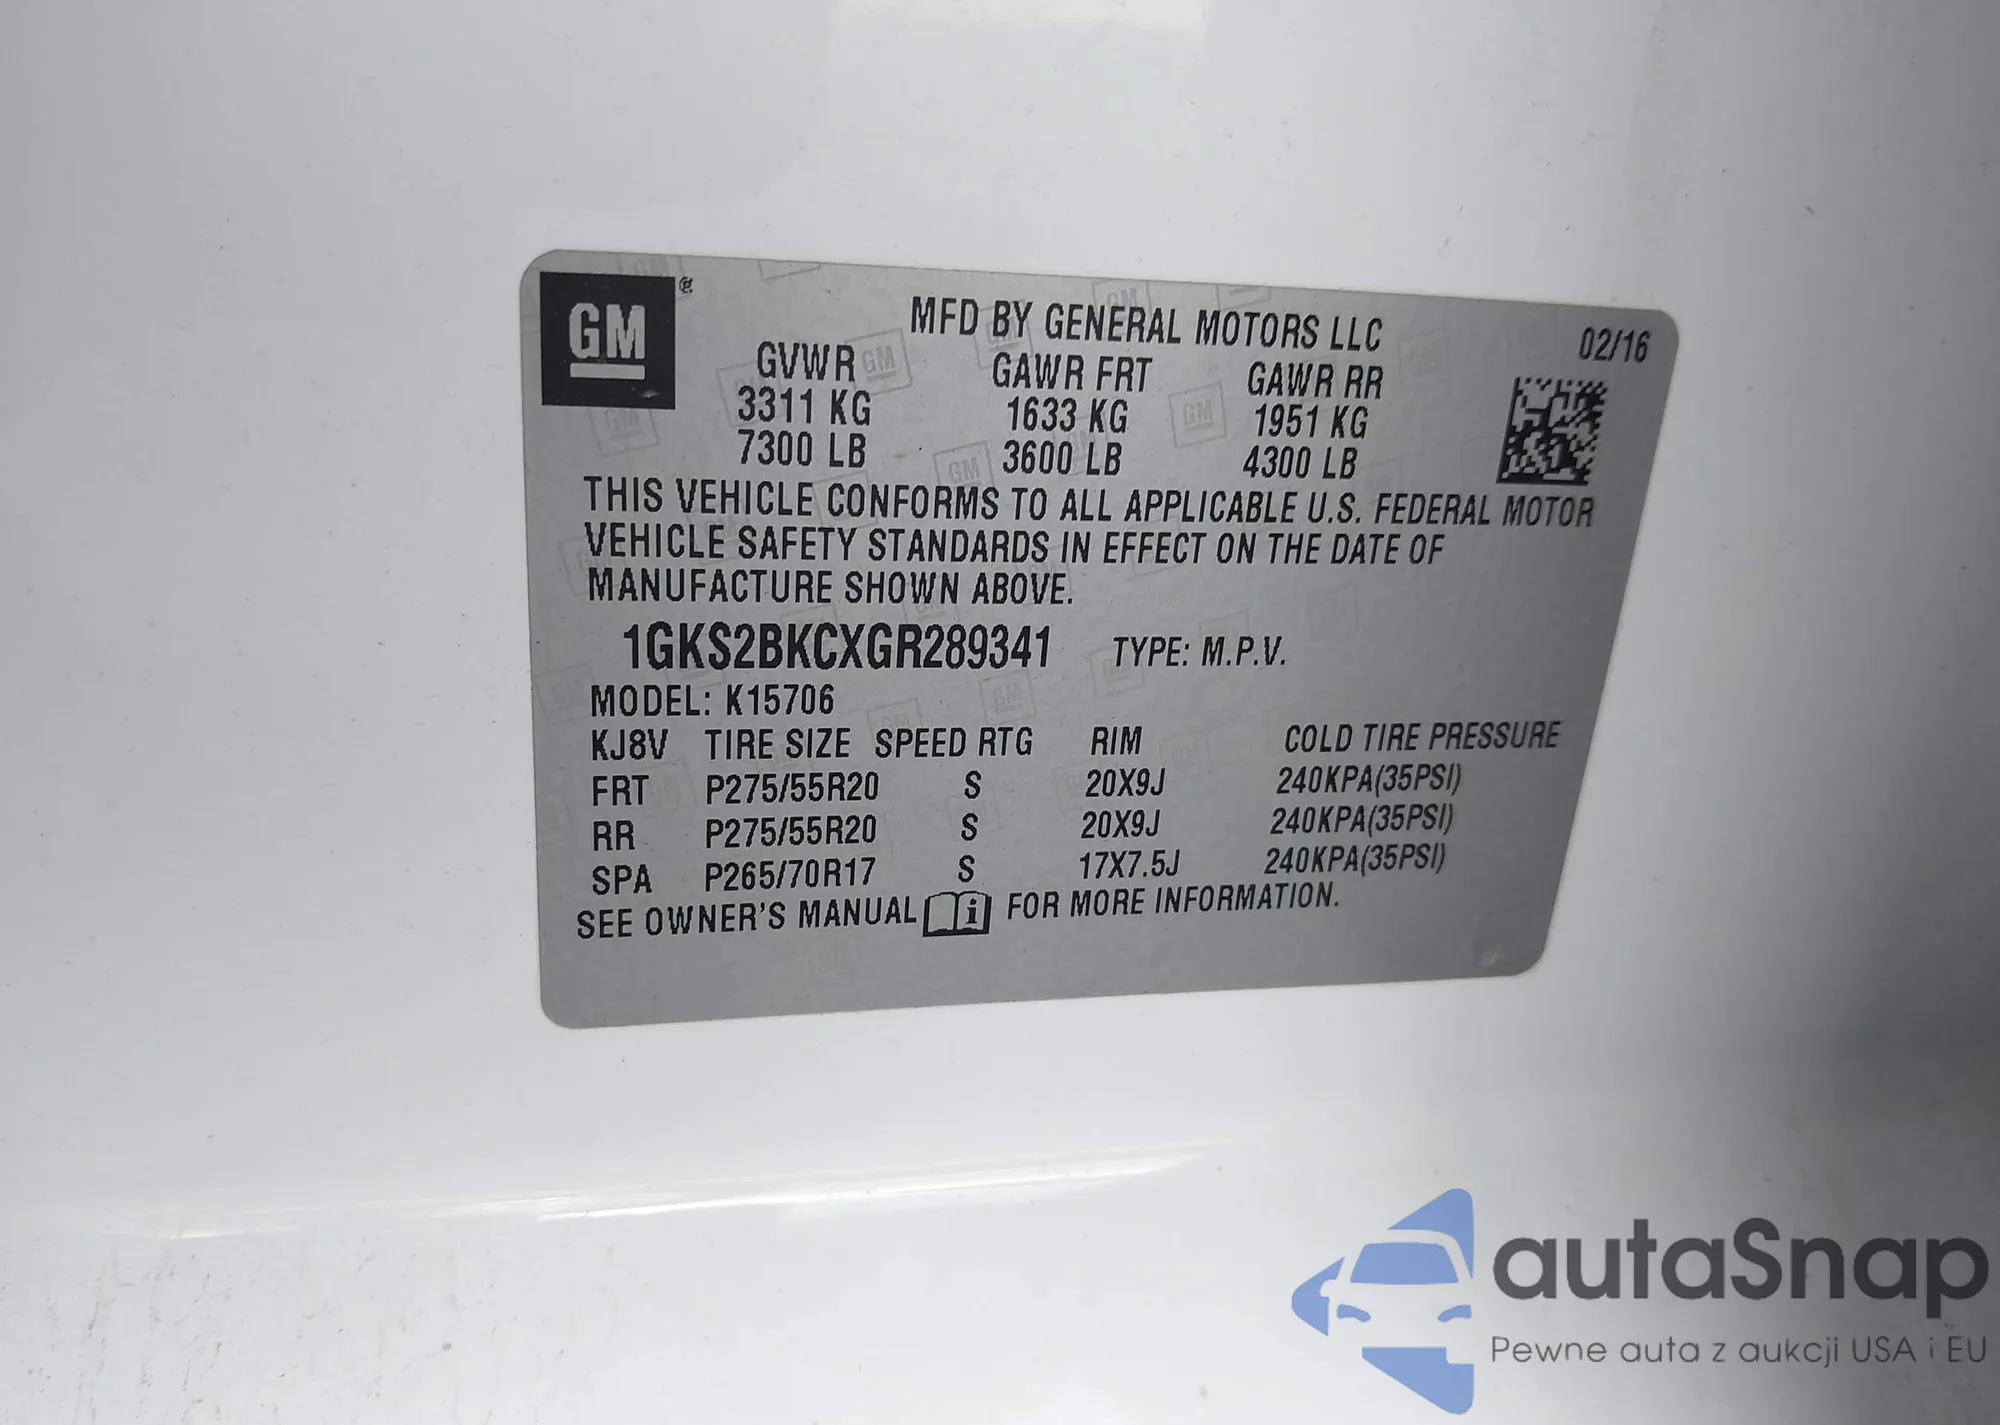 GM
MFD BY GENERAL MOTORS LLC 02/16
GVWR GAWR FRT GAWR RR
3311 KG 1633 KG 1951 KG
7300 LB 3600 LB 4300 LB
THIS VEHICLE CONFORMS TO ALL APPLICABLE U.S. FEDERAL MOTOR
VEHICLE SAFETY STANDARDS IN EFFECT ON THE DATE OF
MANUFACTURE SHOWN ABOVE.
1GKS2BKCXGR289341 TYPE: M.P.V.
MODEL: K15706
KJ8V TIRE SIZE SPEED RTG RIM COLD TIRE PRESSURE
FRT P275/55R20 S 20X9J 240KPA(35PSI)
RR P275/55R20 S 20X9J 240KPA(35PSI)
SPA P265/70R17 S 17X7.5J 240KPA(35PSI)
SEE OWNER'S MANUAL i FOR MORE INFORMATION.
autaSnap
Pewne auta z aukcji USA i EU